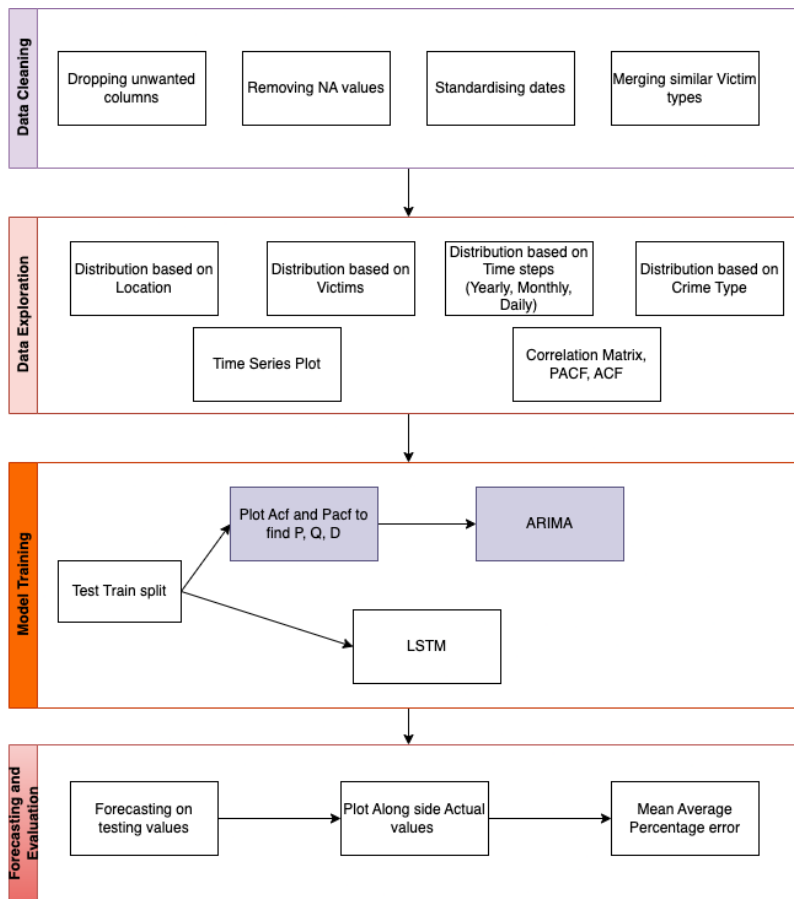 Data Cleaning
Dropping unwanted
columns
Removing NA values
Standardising dates
Merging similar Victim
types
Data Exploration
Distribution based on
Location
Distribution based on
Victims
Distribution based on
Time steps
(Yearly, Monthly,
Daily)
Distribution based on
Crime Type
Time Series Plot
Correlation Matrix,
PACF, ACF
Model Training
Test Train split
Plot Acf and Pacf to
find P, Q, D
ARIMA
LSTM
Forecasting and
Evaluation
Forecasting on
testing values
Plot Along side Actual
values
Mean Average
Percentage error